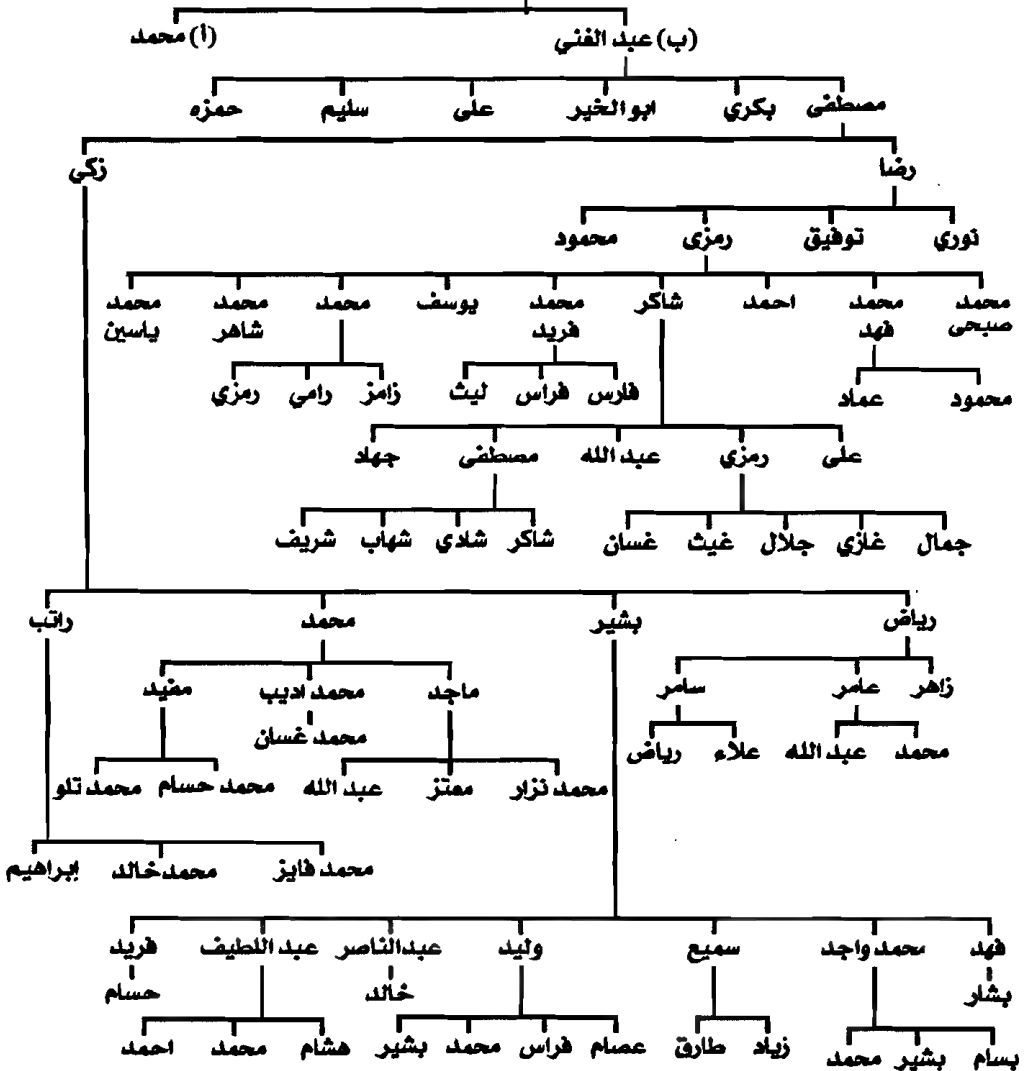 (أ) محمد
(ب) عبد الغني
مصطفى بكري ابو الخير على سليم حمزه
رضا زكي
نوري توفيق رمزى محمود
محمد صبحى محمد فهد احمد شاكر محمد فريد يوسف محمد محمد شاهر محمد ياسين
محمود عماد فارس فراس ليث زامز رامي رمزي
على رمزي عبد الله مصطفى جهاد
جمال غازي جلال غيث غسان شاكر شادي شهاب شريف
رياض بشير محمد راتب
زاهر عامر سامر ماجد محمد اديب مفيد
محمد عبد الله علاء رياض محمد غسان
محمد نزار معتز عبد الله محمد حسام محمد تلو
محمد فايز محمد خالد إبراهيم
فهد محمد واجد سميع وليد عبد الناصر عبد اللطيف فريد
بشار خالد حسام
بسام بشير محمد زياد طارق عصام فراس محمد بشير هشام محمد احمد